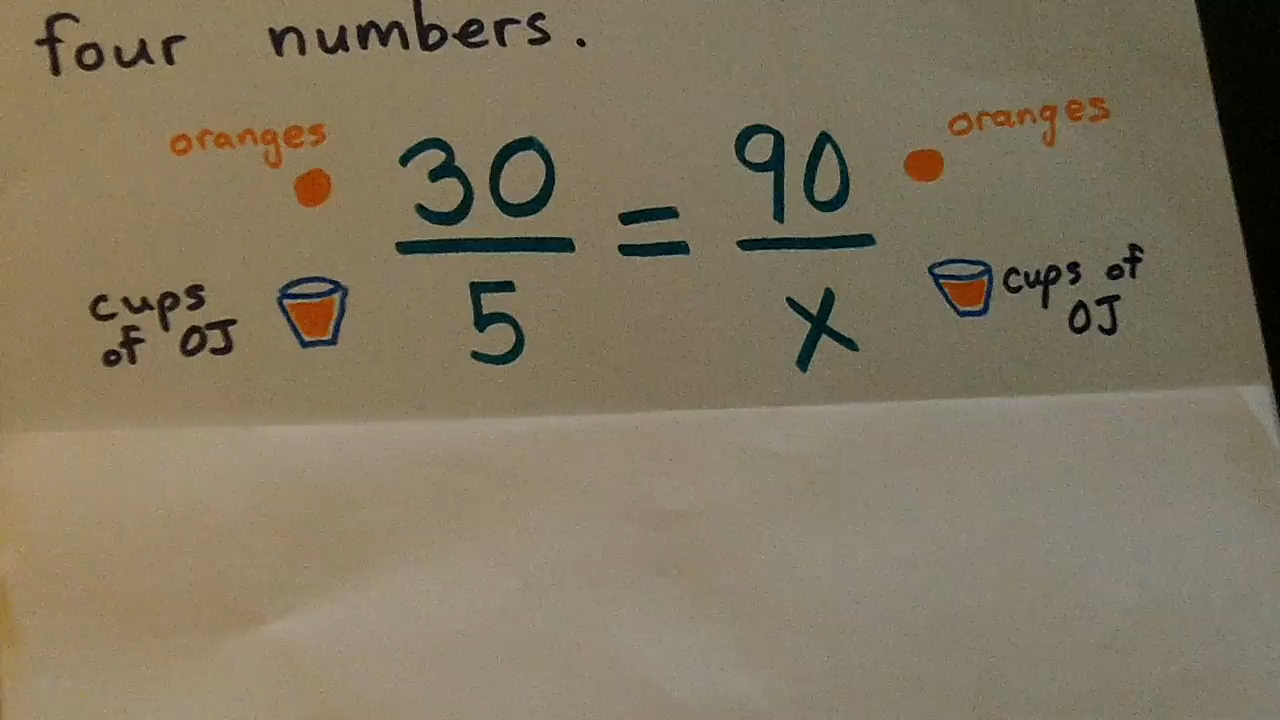 four numbers.
oranges 30 = 90 oranges
cups of OJ 5 x cups of OJ